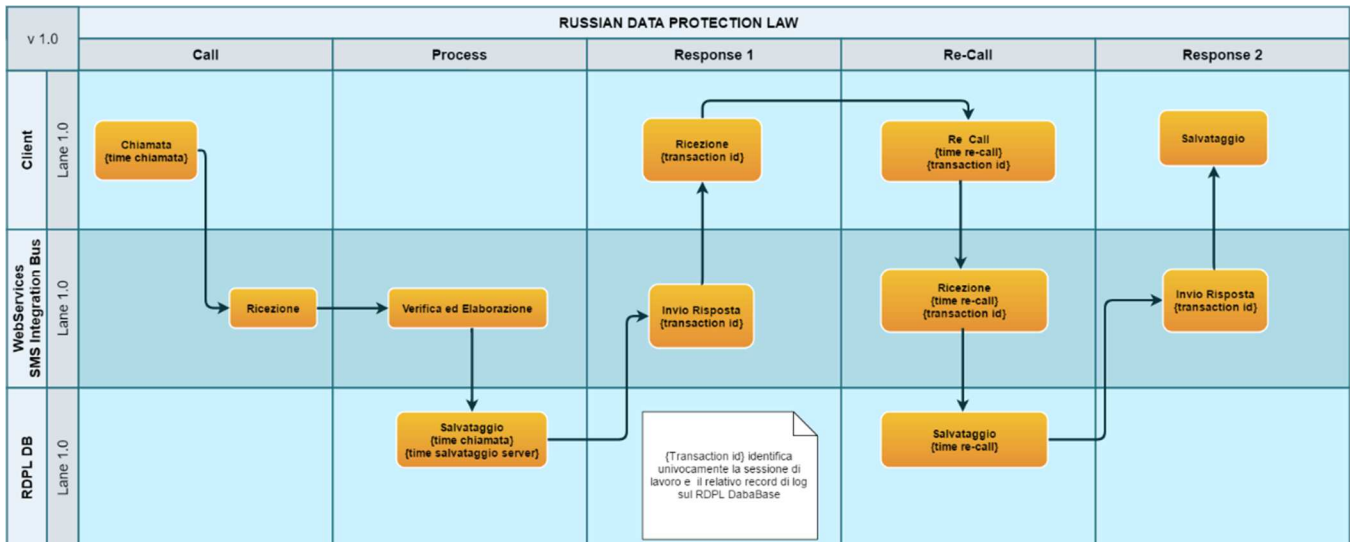 v 1.0
RUSSIAN DATA PROTECTION LAW
Call
Process
Response 1
Re-Call
Response 2
Client
Lane 1.0
Chiamata
{time chiamata}
Ricezione
{transaction id}
Re Call
{time re-call}
{transaction id}
Salvataggio
WebServices
SMS Integration Bus
Lane 1.0
Ricezione
Verifica ed Elaborazione
Invio Risposta
{transaction id}
Ricezione
{time re-call}
{transaction id}
Invio Risposta
{transaction id}
RDPL DB
Lane 1.0
Salvataggio
{time chiamata}
{time salvataggio server}
{Transaction id} identifica
univocamente la sessione di
lavoro e il relativo record di log
sul RDPL DabaBase
Salvataggio
{time re-call}